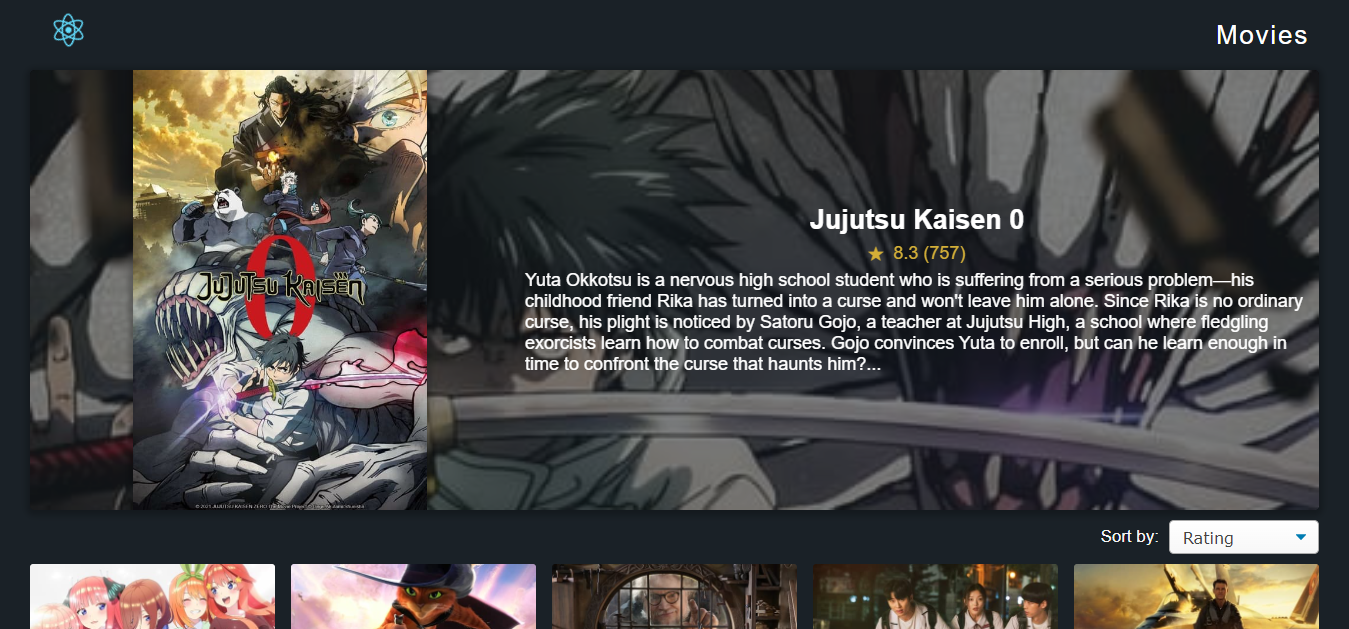 Movies
JUJUTSU KAISEN
0
Jujutsu Kaisen 0
★ 8.3 (757)
Yuta Okkotsu is a nervous high school student who is suffering from a serious problem—his
childhood friend Rika has turned into a curse and won't leave him alone. Since Rika is no ordinary
curse, his plight is noticed by Satoru Gojo, a teacher at Jujutsu High, a school where fledgling
exorcists learn how to combat curses. Gojo convinces Yuta to enroll, but can he learn enough in
time to confront the curse that haunts him?...
Sort by:
Rating